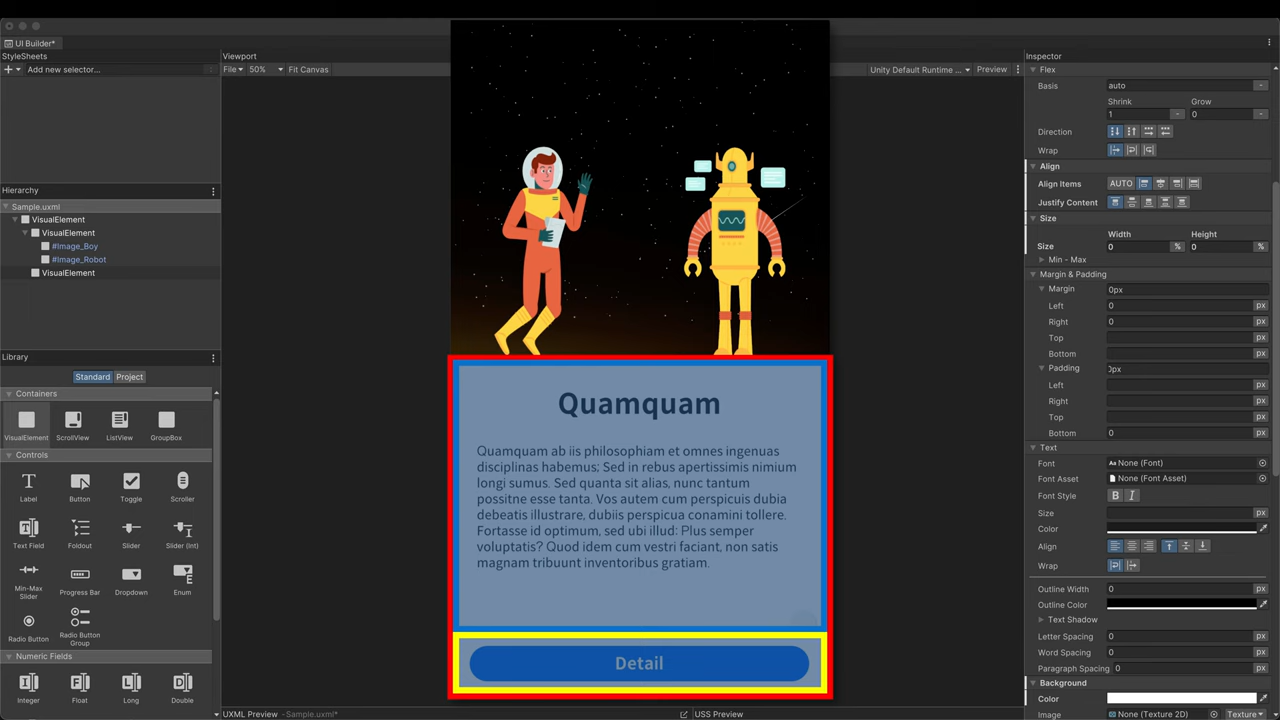 UI Builder*
StyleSheets
Add new selector...
Hierarchy
Sample.uxml
VisualElement
VisualElement
#Image_Boy
#Image_Robot
VisualElement
Library
Standard
Project
Containers
VisualElement
ScrollView
ListView
GroupBox
Controls
Label
Button
Toggle
Scroller
Text Field
Foldout
Slider
Slider (Int)
Min-Max
Slider
Progress Bar
Dropdown
Enum
Radio Button
Radio Button
Group
Numeric Fields
Integer
Float
Long
Double
Viewport
File
50%
Fit Canvas
Unity Default Runtime ...
Preview
Quamquam
Quamquam ab iis philosophiam et omnes ingenuas
disciplinas habemus; Sed in rebus apertissimis nimium
longi sumus. Sed quanta sit alias, nunc tantum
possitne esse tanta. Vos autem cum perspicuis dubia
debeatis illustrare, dubiis perspicua conamini tollere.
Fortasse id optimum, sed ubi illud: Plus semper
voluptatis? Quod idem cum vestri faciant, non satis
magnam tribuunt inventoribus gratiam.
Detail
UXML Preview
- Sample.uxml*
USS Preview
Inspector
Flex
Basis
auto
-
Shrink
Grow
1
-
0
-
Direction
Wrap
Align
Align Items
AUTO
Justify Content
Size
Width
Height
Size
0
%
0
%
Min - Max
Margin & Padding
Margin
0px
Left
0
px
Right
0
px
Top
px
Bottom
px
Padding
0px
Left
px
Right
px
Top
px
Bottom
0
px
Text
Font
Aa None (Font)
Font Asset
None (Font Asset)
Font Style
B
I
Size
px
Color
Align
Wrap
Outline Width
0
px
Outline Color
Text Shadow
Letter Spacing
0
px
Word Spacing
0
px
Paragraph Spacing
0
px
Background
Color
Image
None (Texture 2D)
Texture